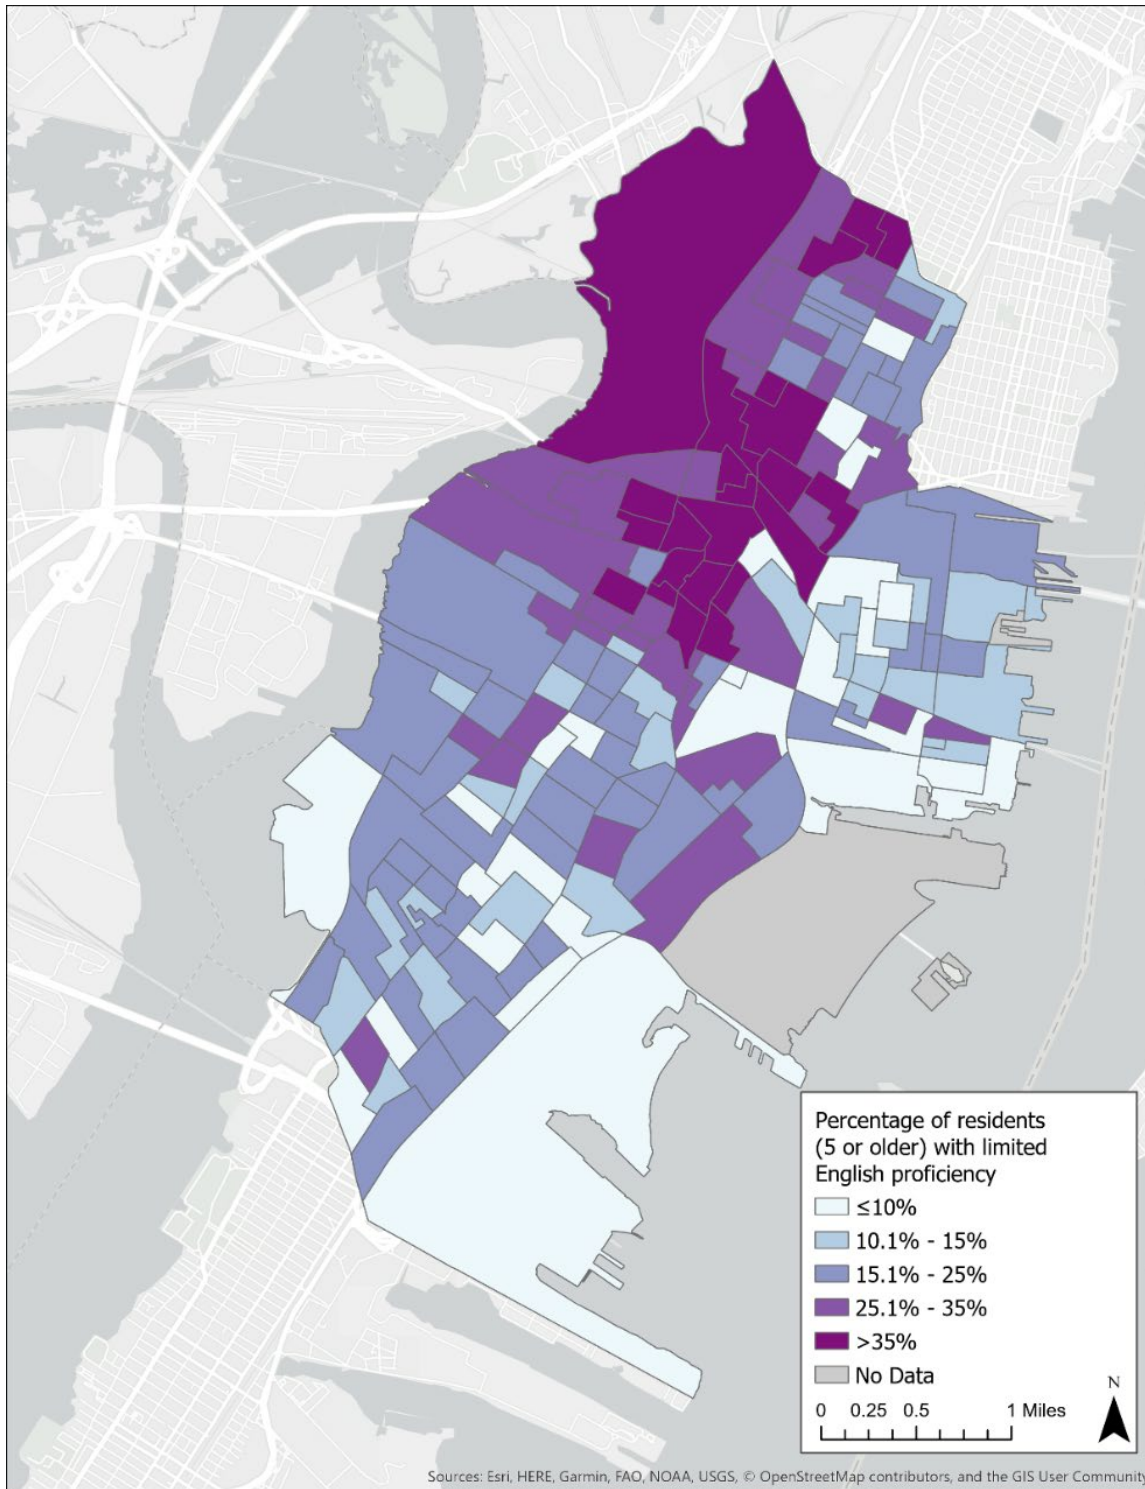 Percentage of residents
(5 or older) with limited
English proficiency
≤10%
10.1% - 15%
15.1% - 25%
25.1% - 35%
>35%
No Data
N
0 0.25 0.5 1 Miles
Sources: Esri, HERE, Garmin, FAO, NOAA, USGS, © OpenStreetMap contributors, and the GIS User Community